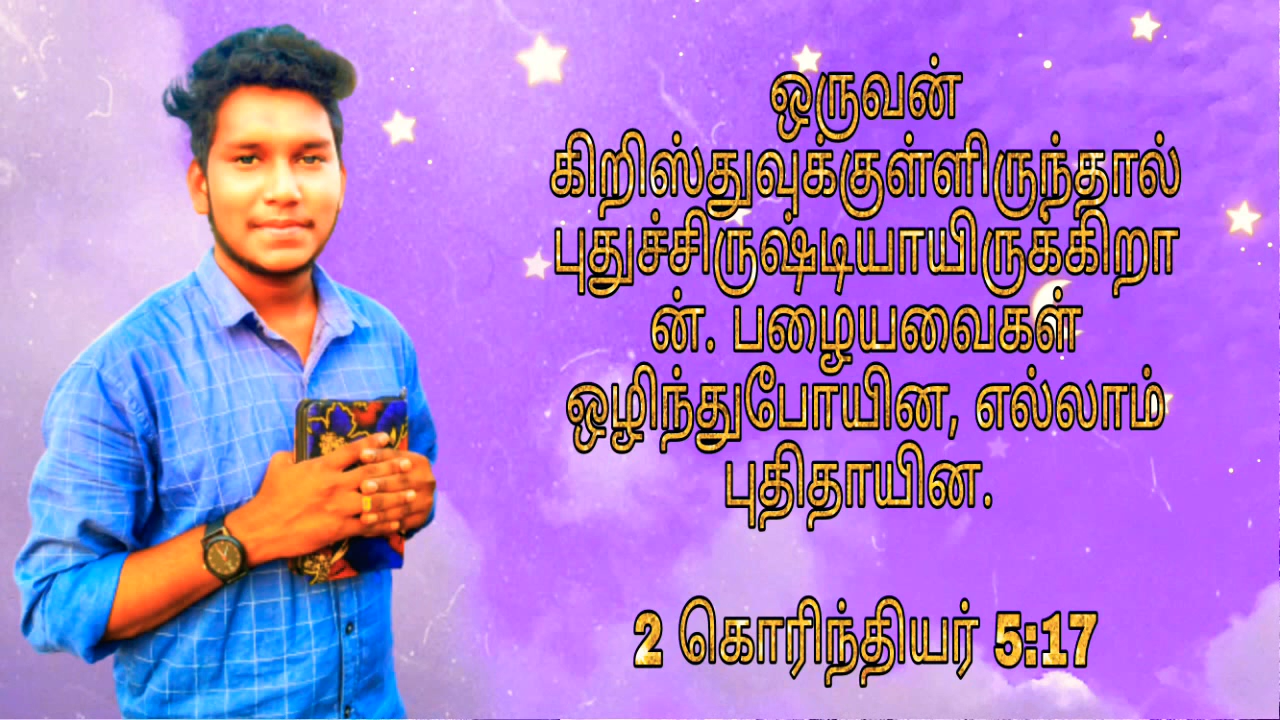 ஒருவன்
கிறிஸ்துவுக்குள்ளிருந்தால்
புதுச்சிருஷ்டியாயிருக்கிறா
ன். பழையவைகள்
ஒழிந்துபோயின, எல்லாம்
புதிதாயின.
2 கொரிந்தியர் 5:17